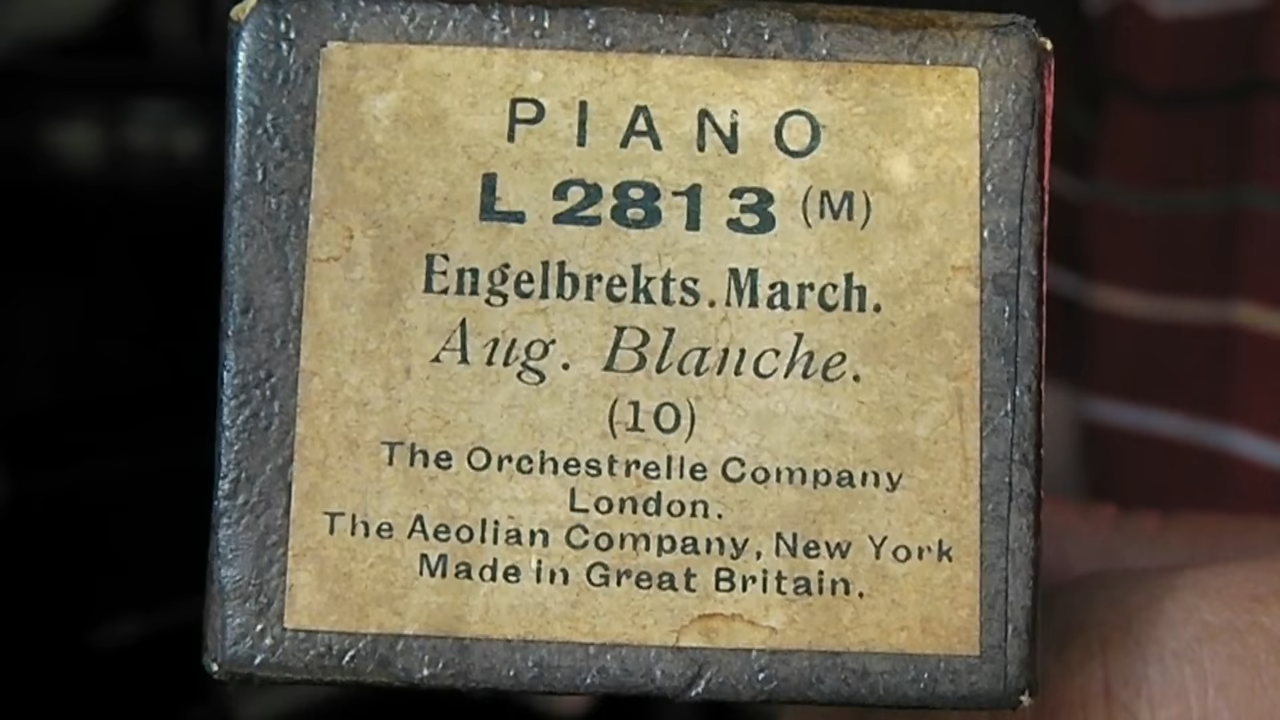 PIANO
L 2813 (M)
Engelbrekts.March.
Aug. Blanche.
(10)
The Orchestrelle Company
London.
The Aeolian Company, New York
Made in Great Britain.